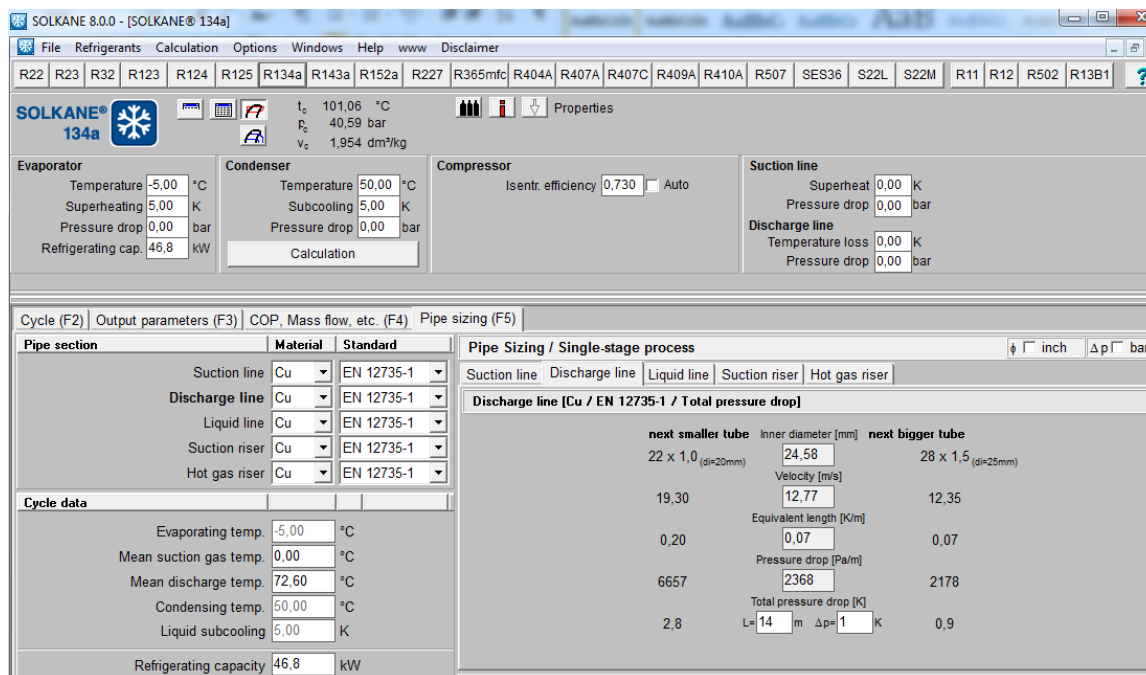 SOLKANE 8.0.0 - [SOLKANE® 134a]
File Refrigerants Calculation Options Windows Help www Disclaimer
R22 R23 R32 R123 R124 R125 R134a R143a R152a R227 R365mfc R404A R407A R407C R409A R410A R507 SES36 S22L S22M R11 R12 R502 R13B1 ?
SOLKANE® 134a
tc 101,06 °C
pc 40,59 bar
vc 1,954 dm³/kg
Properties
Evaporator
Temperature -5,00 °C
Superheating 5,00 K
Pressure drop 0,00 bar
Refrigerating cap. 46,8 kW
Condenser
Temperature 50,00 °C
Subcooling 5,00 K
Pressure drop 0,00 bar
Calculation
Compressor
Isentr. efficiency 0,730 Auto
Suction line
Superheat 0,00 K
Pressure drop 0,00 bar
Discharge line
Temperature loss 0,00 K
Pressure drop 0,00 bar
Cycle (F2) Output parameters (F3) COP, Mass flow, etc. (F4) Pipe sizing (F5)
Pipe section Material Standard
Suction line Cu EN 12735-1
Discharge line Cu EN 12735-1
Liquid line Cu EN 12735-1
Suction riser Cu EN 12735-1
Hot gas riser Cu EN 12735-1
Cycle data
Evaporating temp. -5,00 °C
Mean suction gas temp. 0,00 °C
Mean discharge temp. 72,60 °C
Condensing temp. 50,00 °C
Liquid subcooling 5,00 K
Refrigerating capacity 46,8 kW
Pipe Sizing / Single-stage process ϕ inch Δp bar
Suction line Discharge line Liquid line Suction riser Hot gas riser
Discharge line [Cu / EN 12735-1 / Total pressure drop]
next smaller tube Inner diameter [mm] next bigger tube
22 x 1,0 (di=20mm) 24,58 28 x 1,5 (di=25mm)
Velocity [m/s]
19,30 12,77 12,35
Equivalent length [K/m]
0,20 0,07 0,07
Pressure drop [Pa/m]
6657 2368 2178
Total pressure drop [K]
2,8 L= 14 m Δp= 1 K 0,9